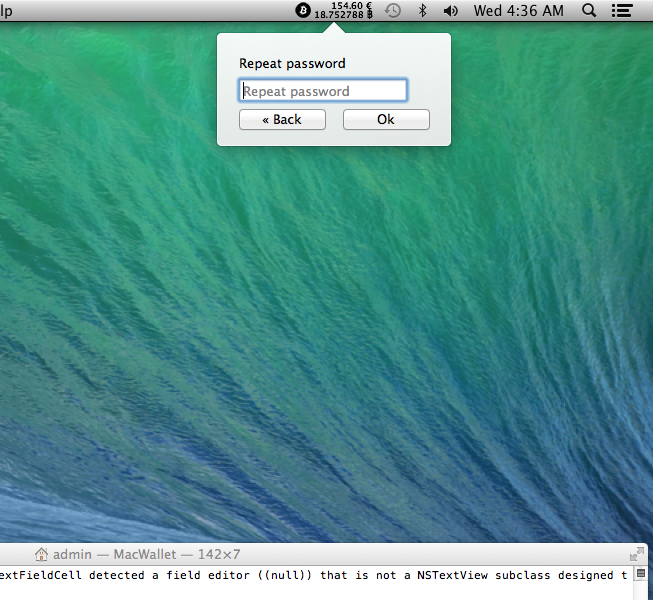 lp
154.60 €
18.752788 ฿
Wed 4:36 AM
Repeat password
Repeat password
« Back
Ok
admin — MacWallet — 142×7
extFieldCell detected a field editor ((null)) that is not a NSTextView subclass designed t